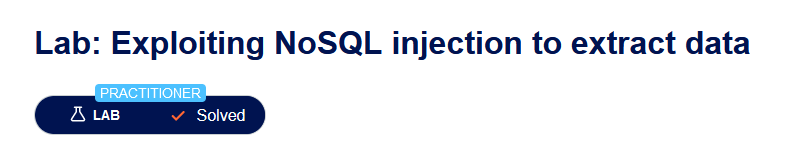 Lab: Exploiting NoSQL injection to extract data
PRACTITIONER
LAB
Solved